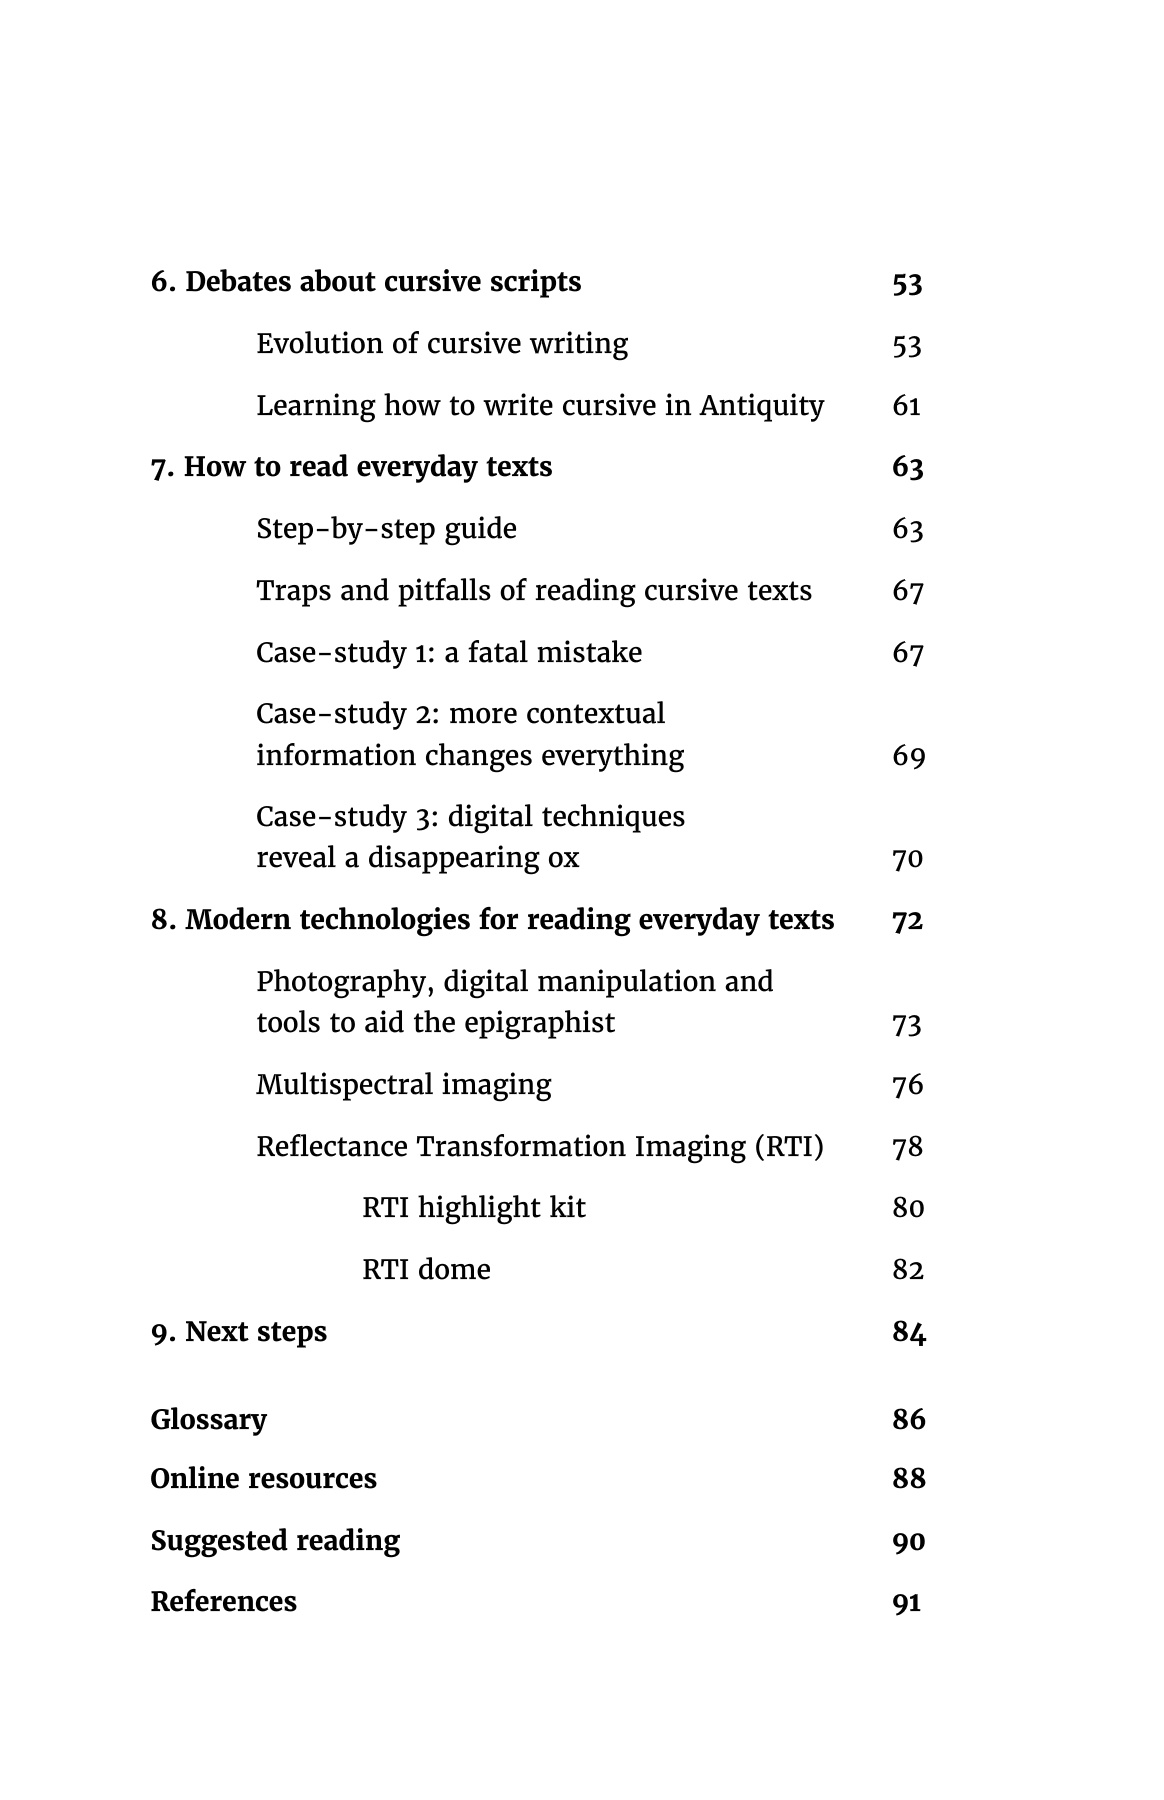 6. Debates about cursive scripts 53
Evolution of cursive writing 53
Learning how to write cursive in Antiquity 61
7. How to read everyday texts 63
Step-by-step guide 63
Traps and pitfalls of reading cursive texts 67
Case-study 1: a fatal mistake 67
Case-study 2: more contextual
information changes everything 69
Case-study 3: digital techniques
reveal a disappearing ox 70
8. Modern technologies for reading everyday texts 72
Photography, digital manipulation and
tools to aid the epigraphist 73
Multispectral imaging 76
Reflectance Transformation Imaging (RTI) 78
RTI highlight kit 80
RTI dome 82
9. Next steps 84
Glossary 86
Online resources 88
Suggested reading 90
References 91